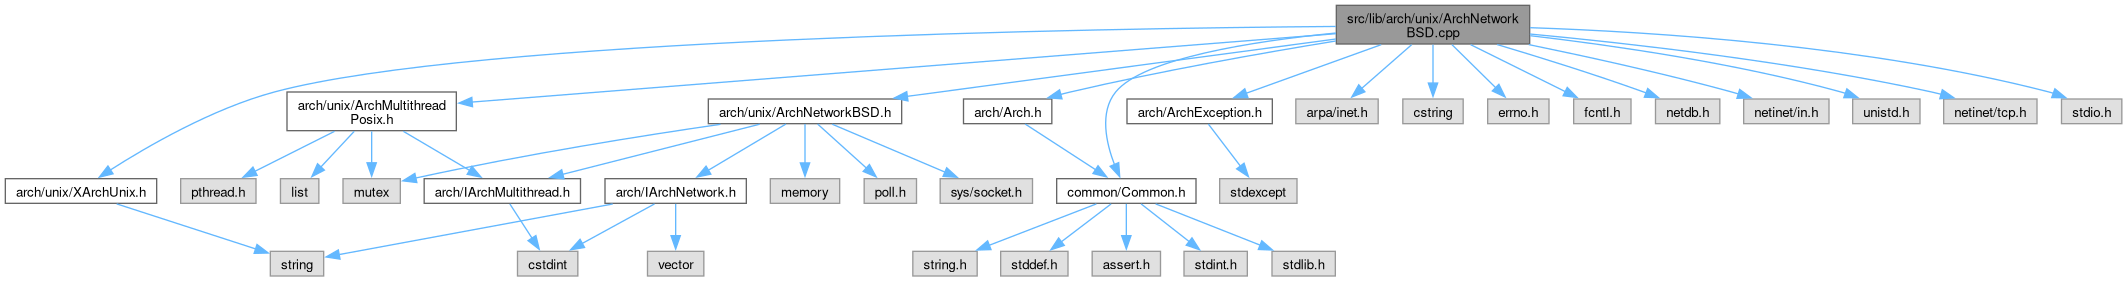 src/lib/arch/unix/ArchNetwork
BSD.cpp
arch/unix/ArchMultithread
Posix.h
arch/unix/ArchNetworkBSD.h
arch/Arch.h
arch/ArchException.h
arpa/inet.h
cstring
errno.h
fcntl.h
netdb.h
netinet/in.h
unistd.h
netinet/tcp.h
stdio.h
arch/unix/XArchUnix.h
pthread.h
list
mutex
arch/IArchMultithread.h
arch/IArchNetwork.h
memory
poll.h
sys/socket.h
common/Common.h
stdexcept
string
cstdint
vector
string.h
stddef.h
assert.h
stdint.h
stdlib.h